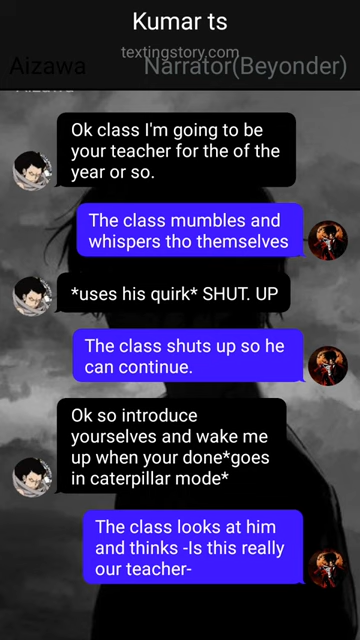 Kumar ts
textingstory.com
Aizawa Narrator(Beyonder)
Aizawa
Ok class I'm going to be
your teacher for the of the
year or so.
The class mumbles and
whispers tho themselves
*uses his quirk* SHUT. UP
The class shuts up so he
can continue.
Ok so introduce
yourselves and wake me
up when your done*goes
in caterpillar mode*
The class looks at him
and thinks -Is this really
our teacher-